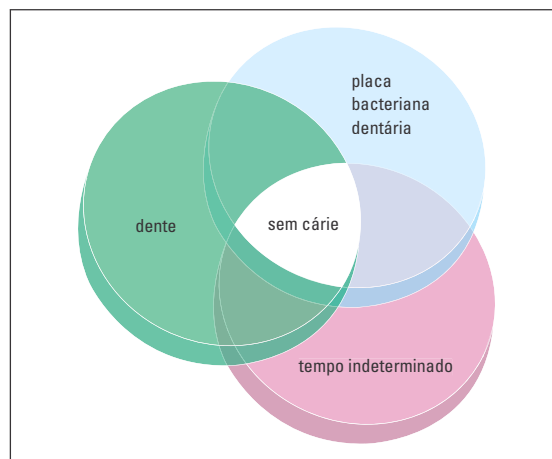 placa
bacteriana
dentária
dente
sem cárie
tempo indeterminado